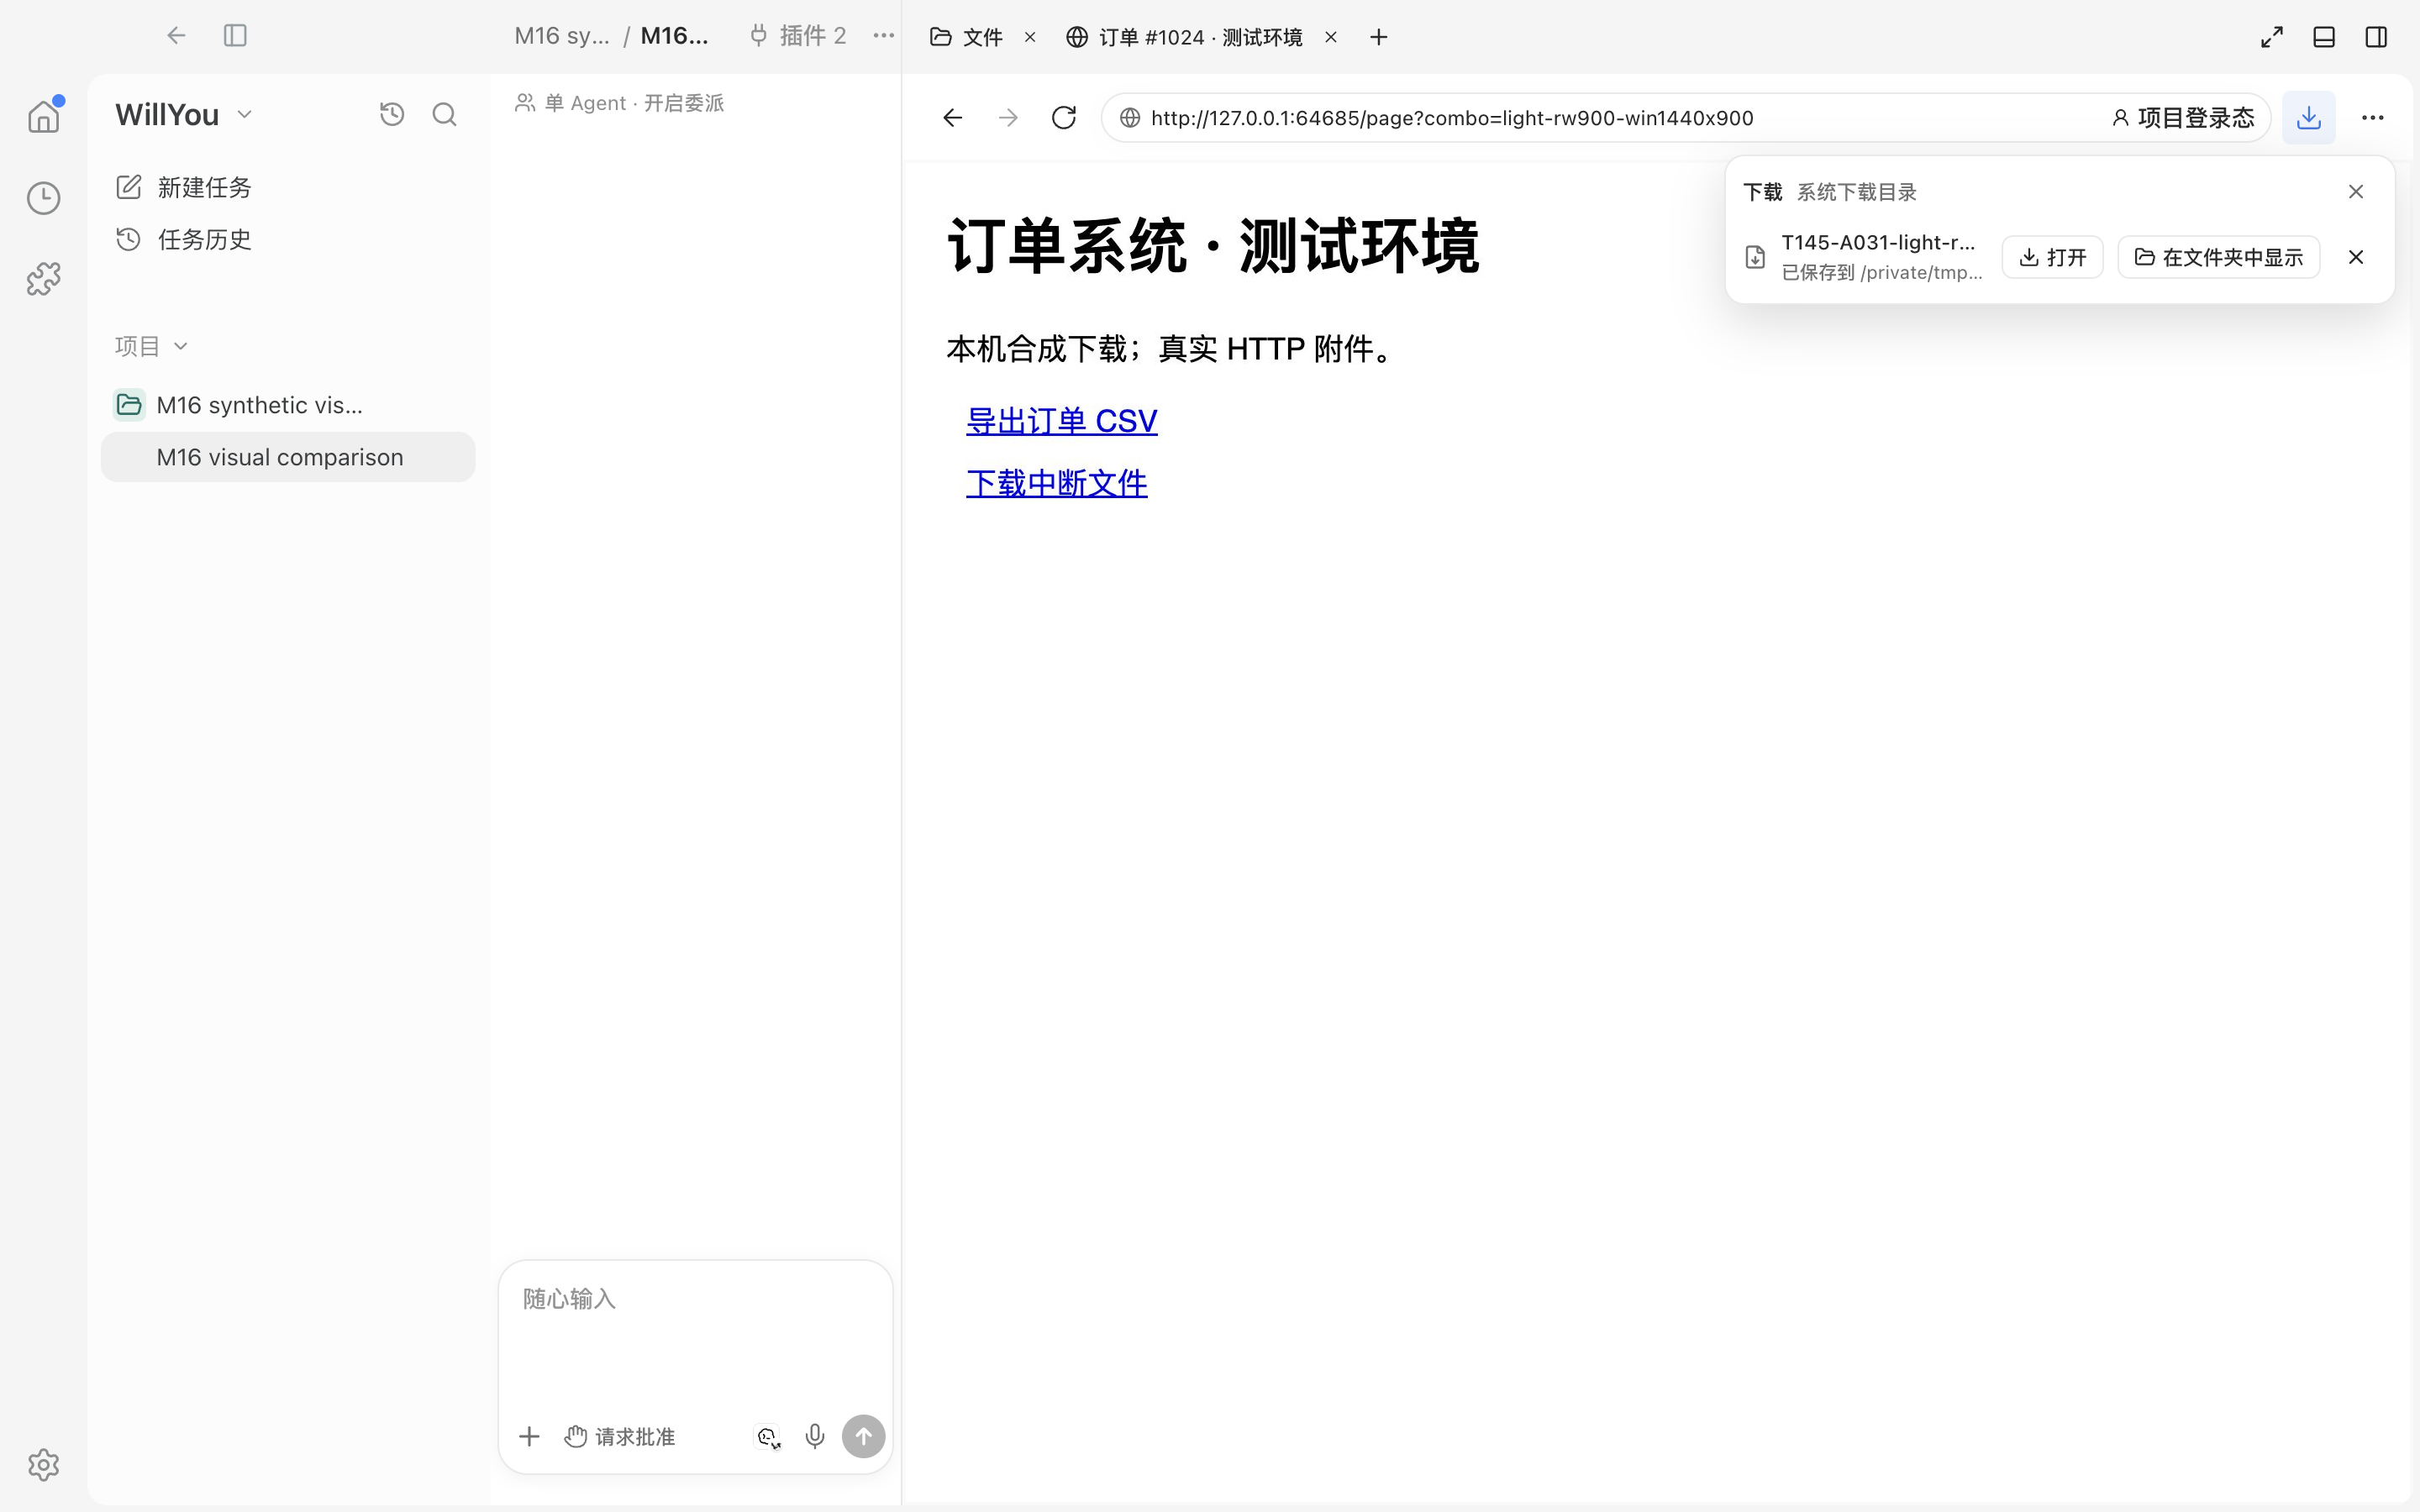 M16 sy... / M16... 插件 2
文件
订单 #1024 · 测试环境
WillYou
新建任务
任务历史
项目
M16 synthetic vis...
M16 visual comparison
单 Agent · 开启委派
随心输入
请求批准
http://127.0.0.1:64685/page?combo=light-rw900-win1440x900
项目登录态
下载 系统下载目录
T145-A031-light-r...
已保存到 /private/tmp...
打开
在文件夹中显示
订单系统 · 测试环境
本机合成下载；真实 HTTP 附件。
导出订单 CSV
下载中断文件